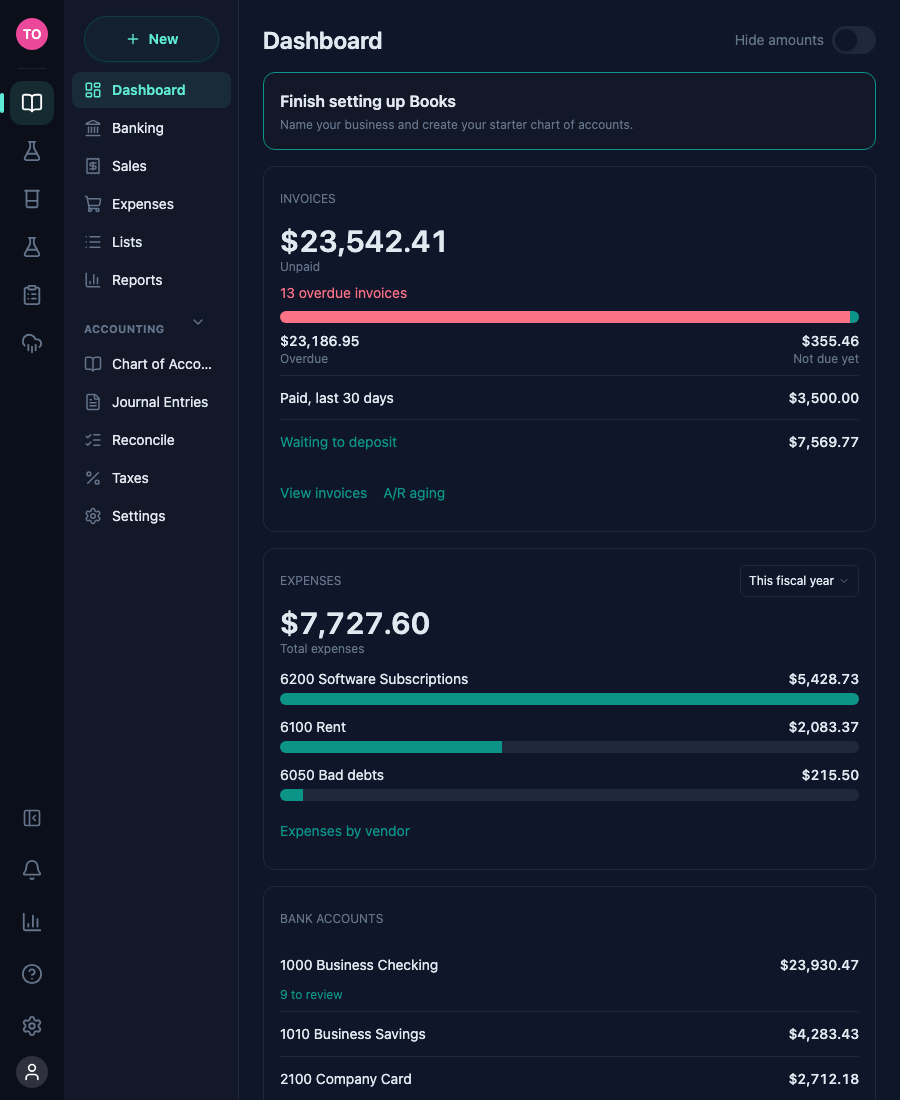 TO
New
Dashboard
Banking
Sales
Expenses
Lists
Reports
ACCOUNTING
Chart of Acco...
Journal Entries
Reconcile
Taxes
Settings
Dashboard
Hide amounts
Finish setting up Books
Name your business and create your starter chart of accounts.
INVOICES
$23,542.41
Unpaid
13 overdue invoices
$23,186.95 $355.46
Overdue Not due yet
Paid, last 30 days $3,500.00
Waiting to deposit $7,569.77
View invoices A/R aging
EXPENSES This fiscal year
$7,727.60
Total expenses
6200 Software Subscriptions $5,428.73
6100 Rent $2,083.37
6050 Bad debts $215.50
Expenses by vendor
BANK ACCOUNTS
1000 Business Checking $23,930.47
9 to review
1010 Business Savings $4,283.43
2100 Company Card $2,712.18